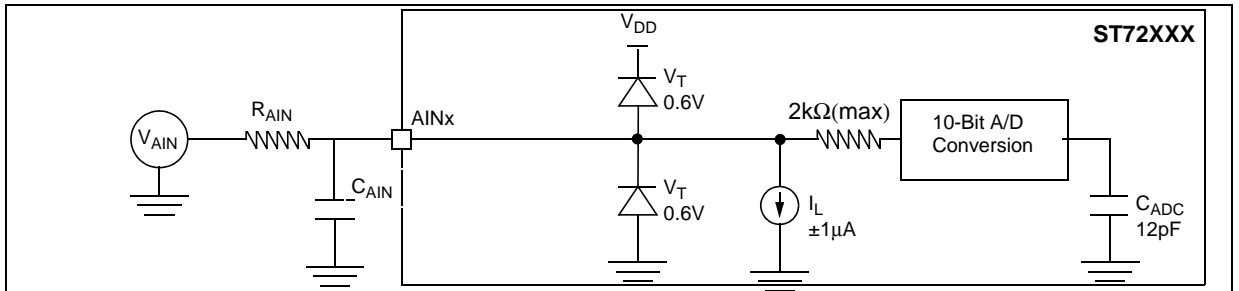 ST72XXX
V_DD
V_T
0.6V
R_AIN
AINx
2kΩ(max)
10-Bit A/D
Conversion
V_AIN
C_AIN
V_T
0.6V
I_L
±1μA
C_ADC
12pF